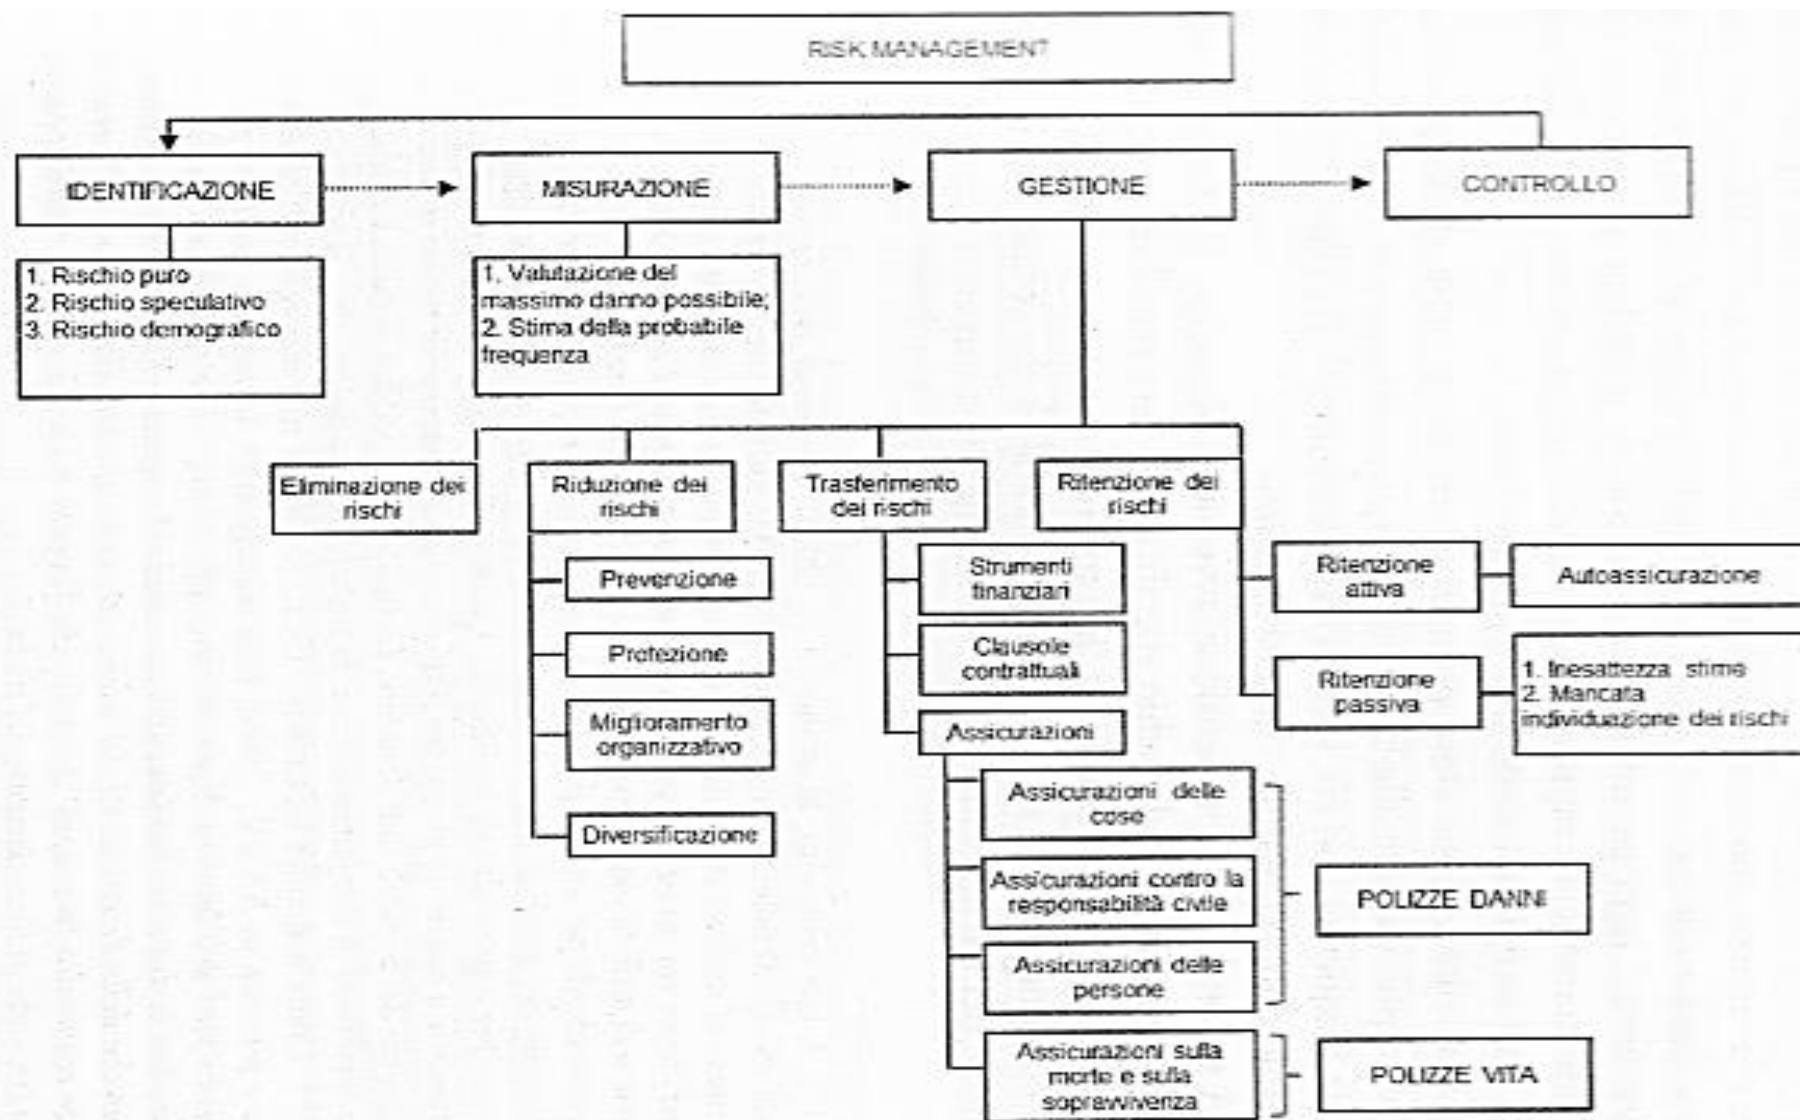 RISK MANAGEMENT
IDENTIFICAZIONE
MISURAZIONE
GESTIONE
CONTROLLO
1. Rischio puro
2. Rischio speculativo
3. Rischio demografico
1. Valutazione del
massimo danno possibile;
2. Stima della probabile
frequenza
Eliminazione dei
rischi
Riduzione dei
rischi
Trasferimento
dei rischi
Ritenzione dei
rischi
Prevenzione
Protezione
Miglioramento
organizzativo
Diversificazione
Strumenti
finanziari
Clausole
contrattuali
Assicurazioni
Ritenzione
attiva
Autoassicurazione
Ritenzione
passiva
1. Inesattezza stime
2. Mancata
individuazione dei rischi
Assicurazioni delle
cose
Assicurazioni contro la
responsabilità civile
Assicurazioni delle
persone
POLIZZE DANNI
Assicurazioni sulla
morte e sulla
sopravvivenza
POLIZZE VITA